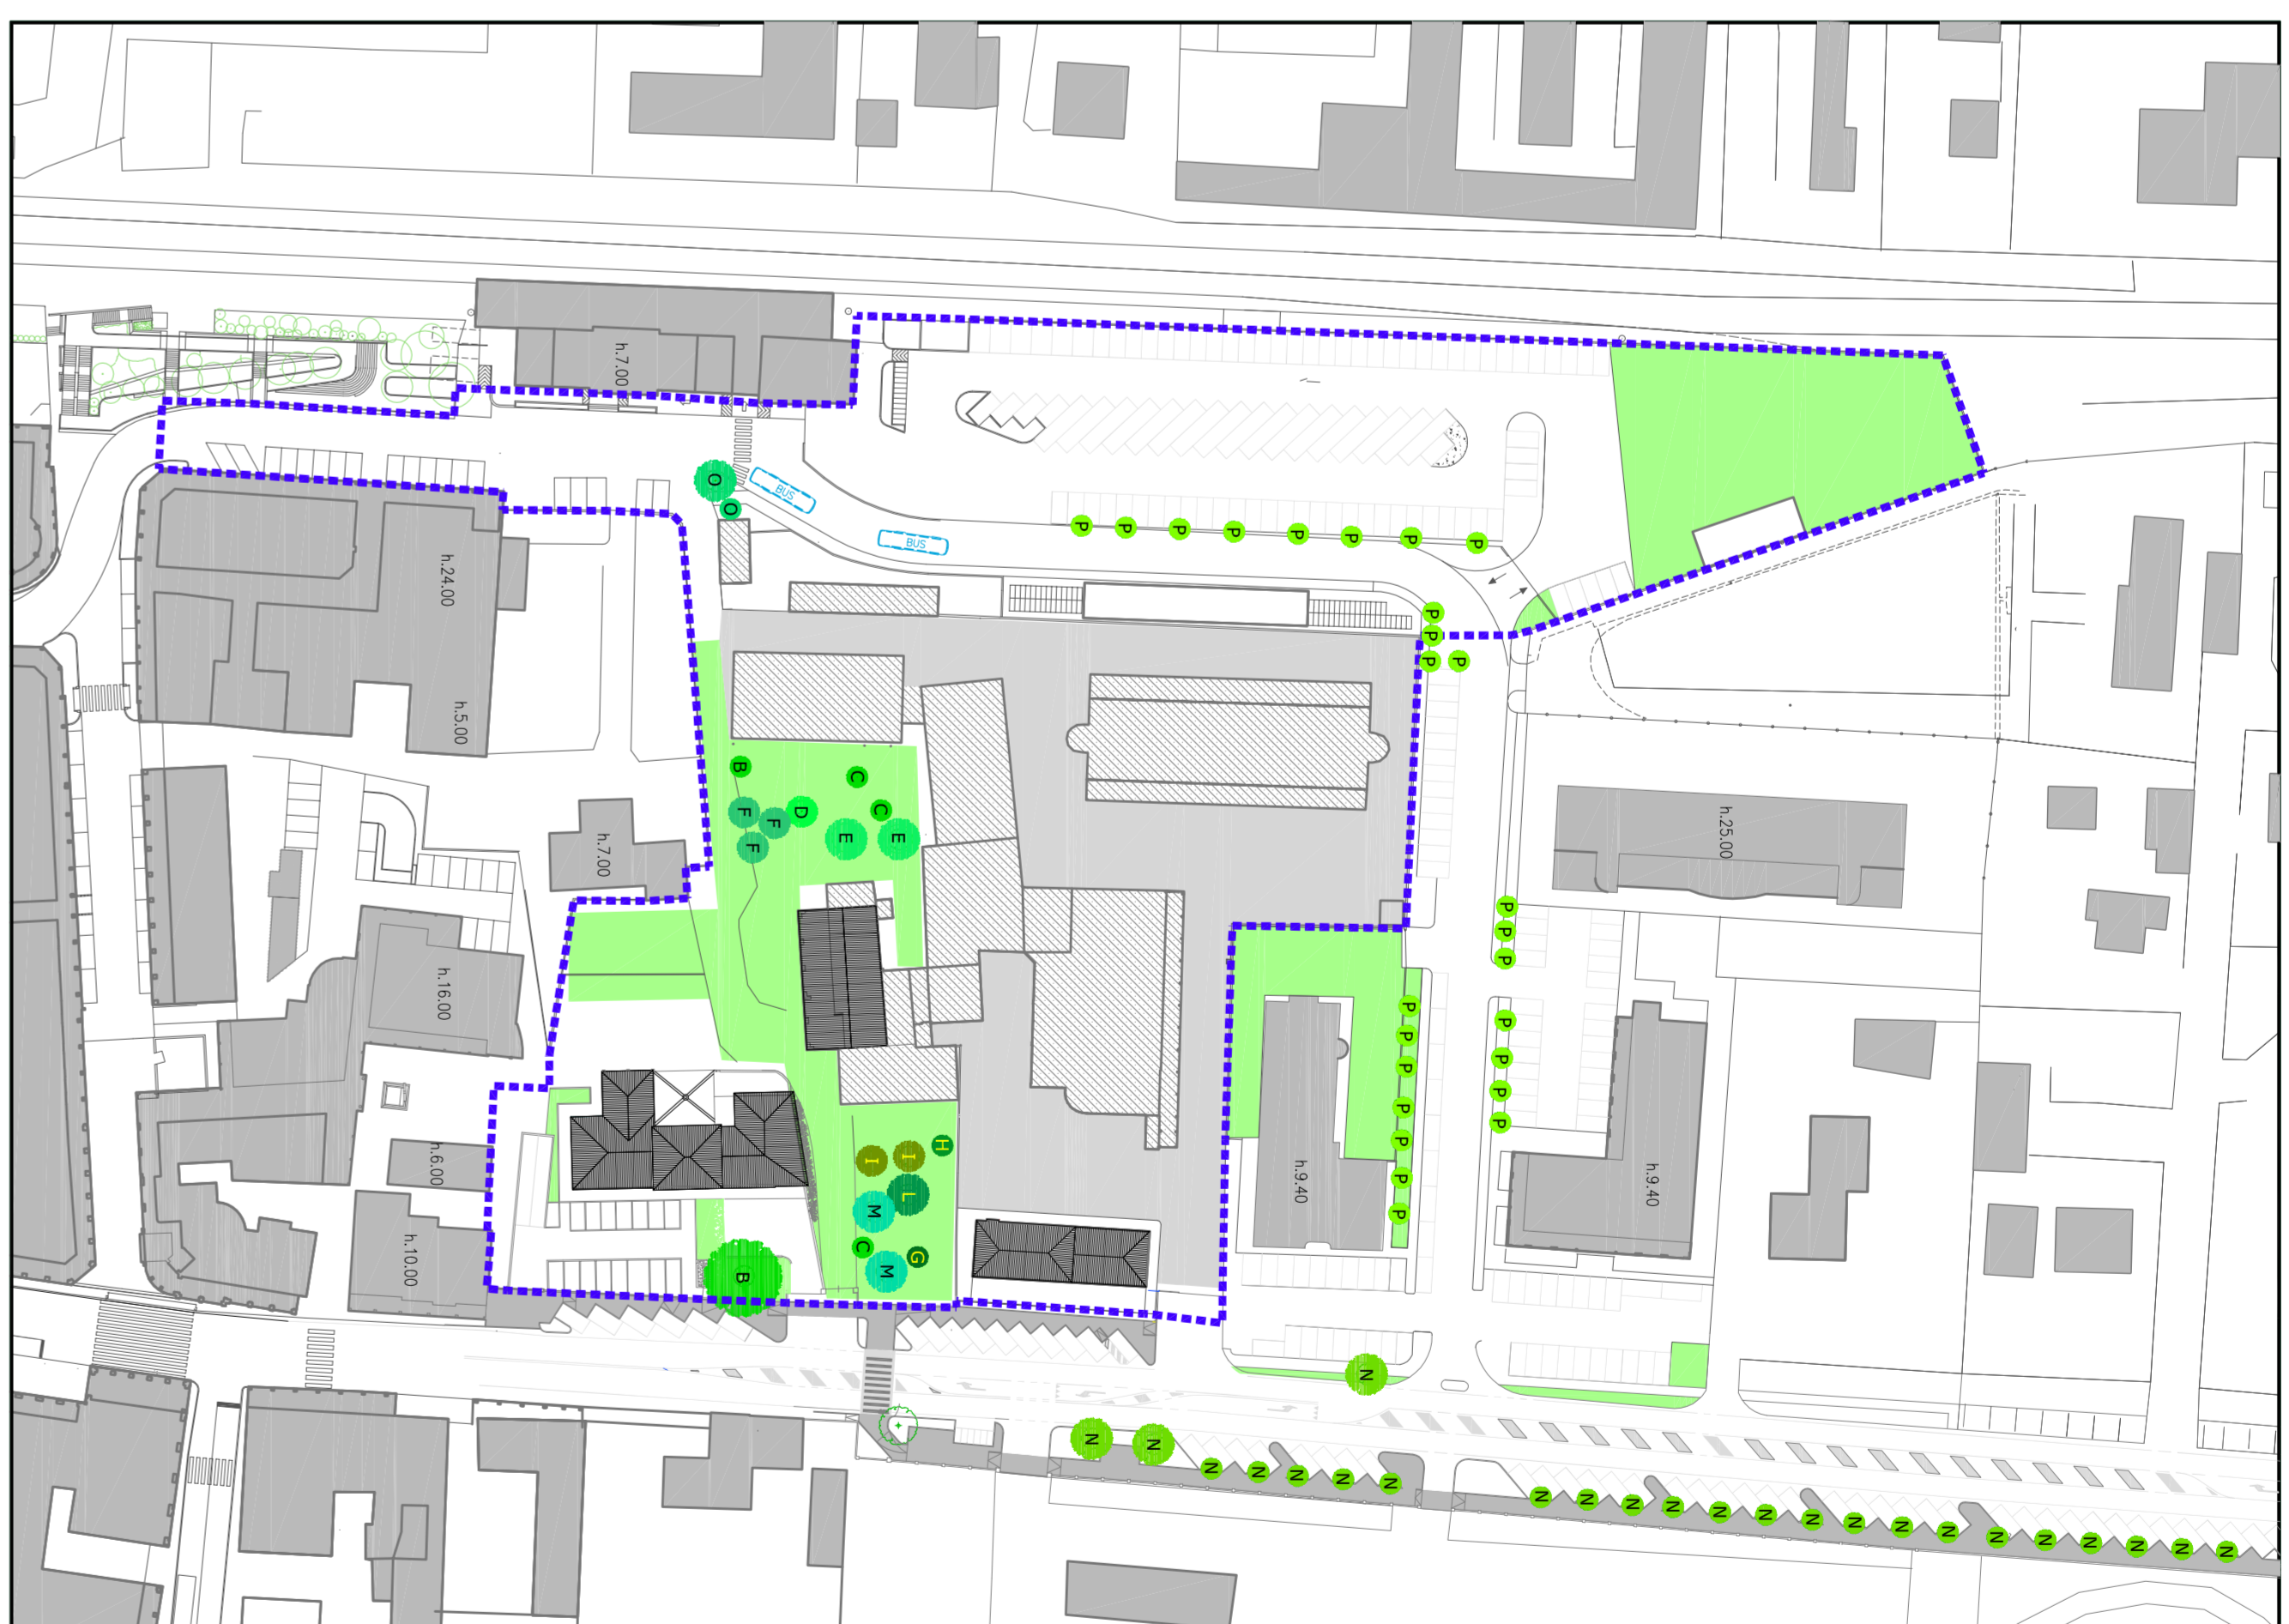 h.7.00
O
BUS
O
BUS
P P P P P P P P
h.24.00
P
P
P P
h.5.00
B
C
C
F
D
F
E
E
F
h.7.00
h.25.00
P
P
P
h.16.00
P
P
P
P
P
P
P
P
P
P
P
H
I
I
L
M
C
G
M
B
h.6.00
h.9.40
h.9.40
h.10.00
N
N N
N N N N N
N N N N N N N N N N N N N N N N